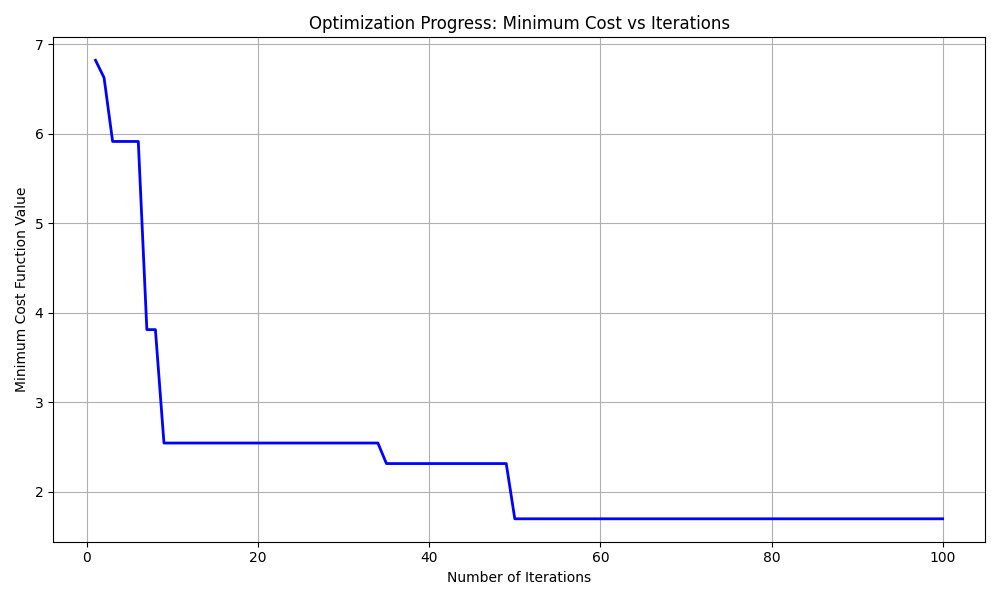 Optimization Progress: Minimum Cost vs Iterations
7
6
5
4
3
2
Minimum Cost Function Value
0 20 40 60 80 100
Number of Iterations